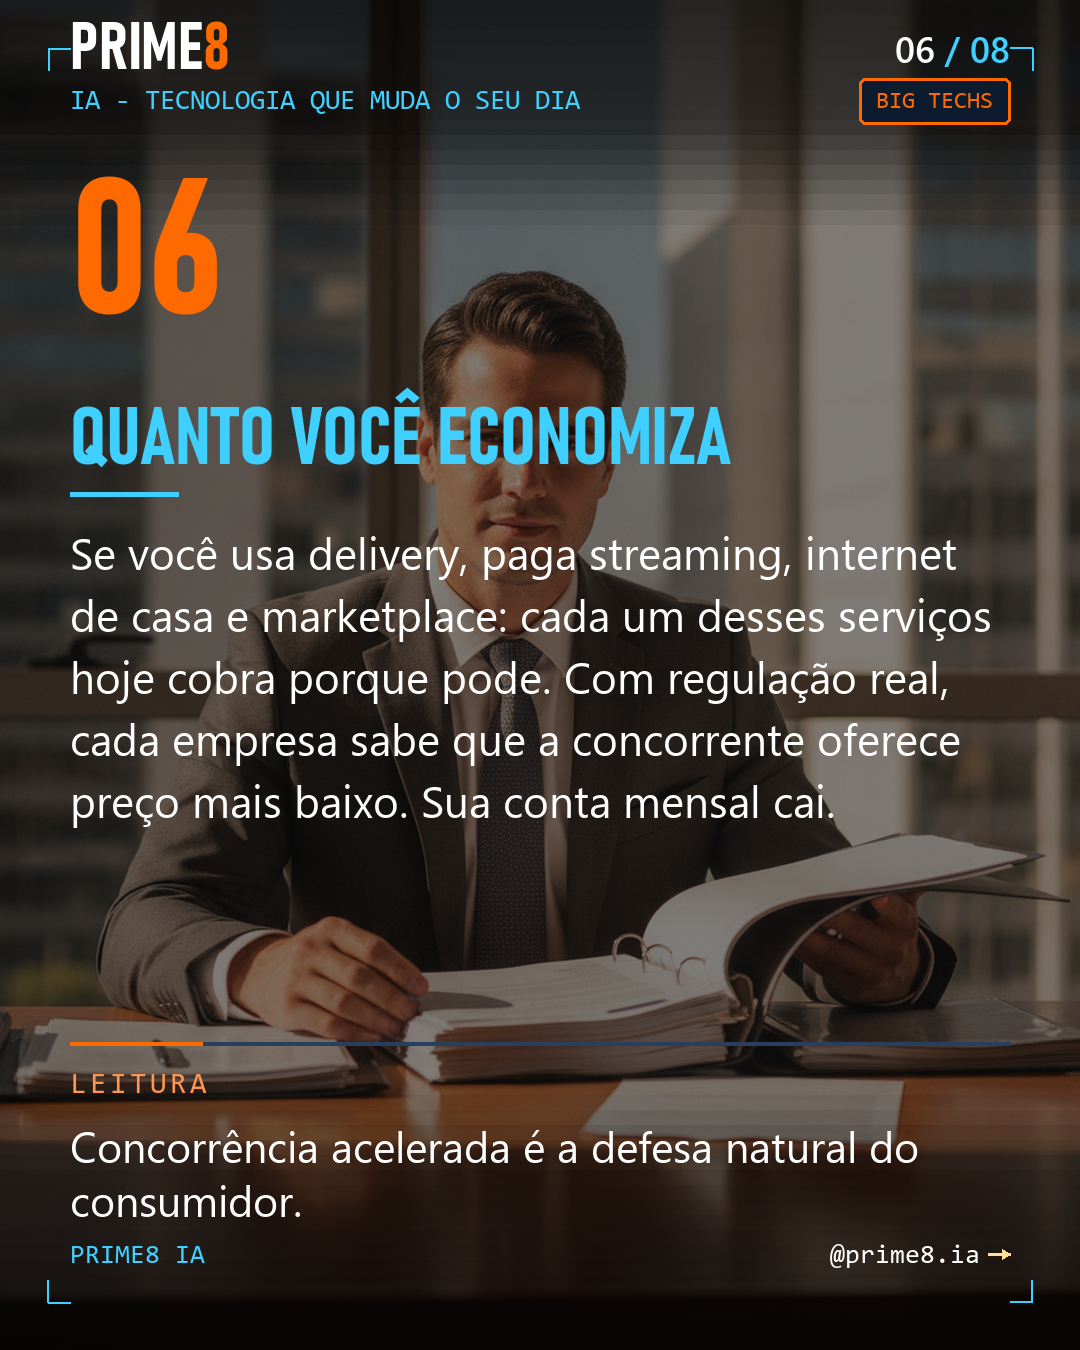 PRIME8
06 / 08
IA - TECNOLOGIA QUE MUDA O SEU DIA
BIG TECHS
06
QUANTO VOCÊ ECONOMIZA
Se você usa delivery, paga streaming, internet
de casa e marketplace: cada um desses serviços
hoje cobra porque pode. Com regulação real,
cada empresa sabe que a concorrente oferece
preço mais baixo. Sua conta mensal cai.
LEITURA
Concorrência acelerada é a defesa natural do
consumidor.
PRIME8 IA
@prime8.ia